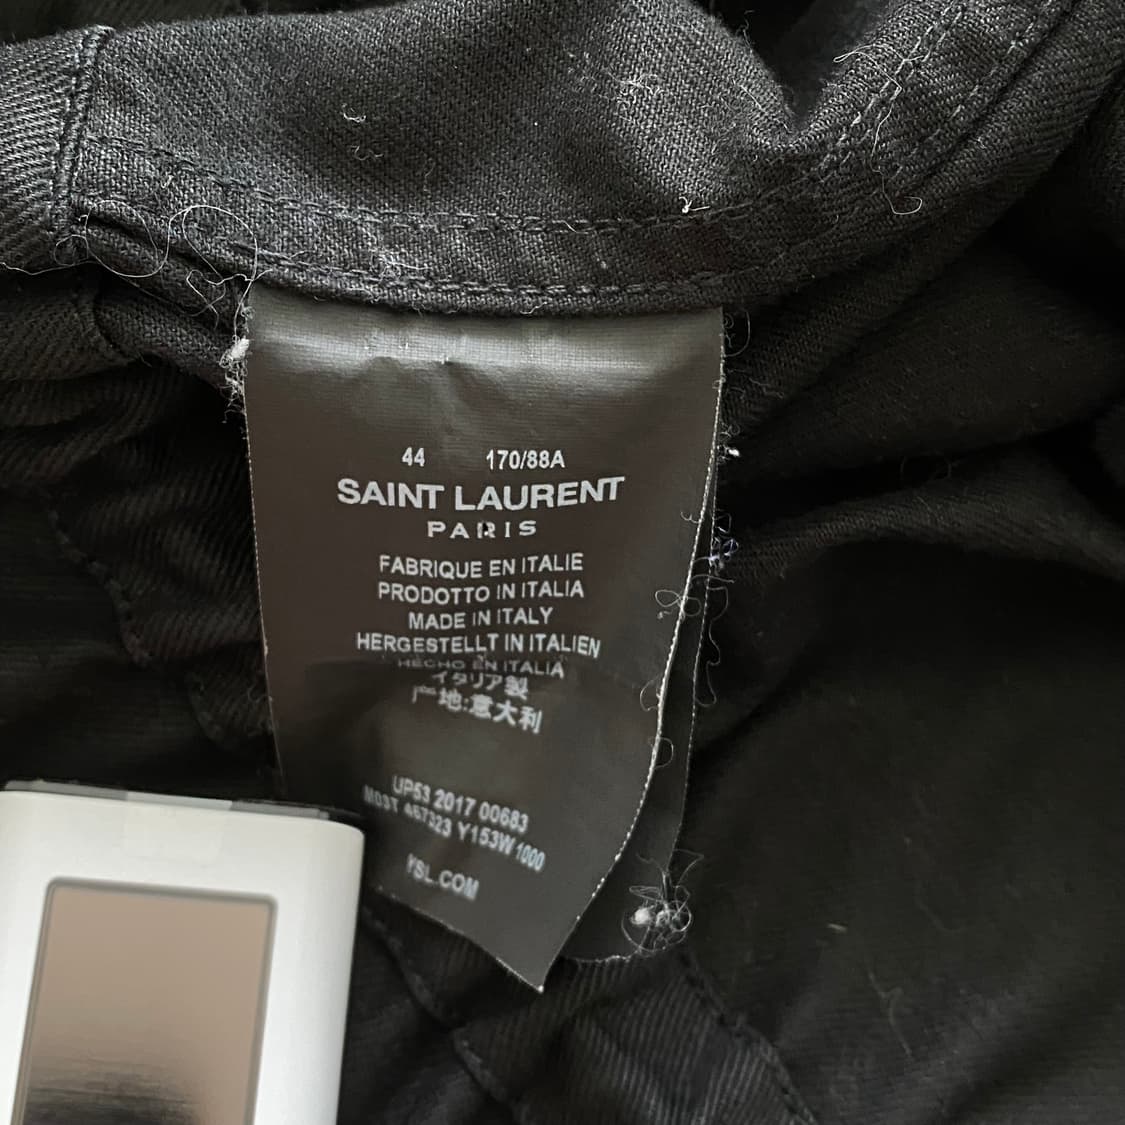 44 170/88A
SAINT LAURENT
PARIS
FABRIQUE EN ITALIE
PRODOTTO IN ITALIA
MADE IN ITALY
HERGESTELLT IN ITALIEN
HECHO EN ITALIA
イタリア製
产地:意大利
UP53 2017 00683
MOST 467323 Y153W 1000
YSL.COM